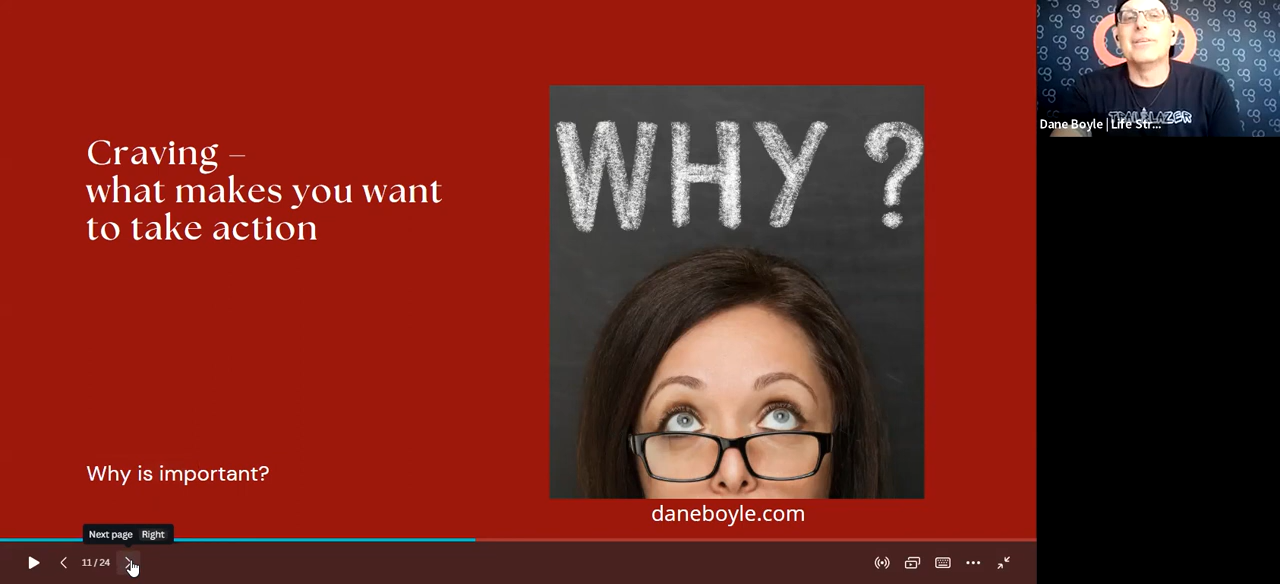 Craving –
what makes you want
to take action
WHY ?
Why is important?
daneboyle.com
Next page Right
11 / 24
Dane Boyle | Life Str...
TRAILBLAZER